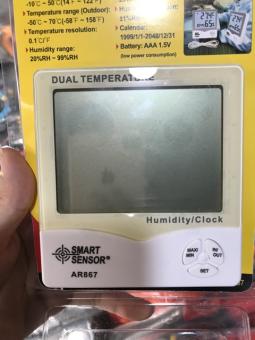 -10℃ ~ 50℃(14℉ ~ 122℉)
Temperature range (Outdoor):
-50℃ ~ 70℃(-58℉ ~ 158℉)
Temperature resolution:
0.1℃/℉
Humidity range:
20%RH ~ 99%RH
Calendar:
1999/1/1-2048/12/31
Battery: AAA 1.5V
(low power consumption)
DUAL TEMPERATURE
Humidity/Clock
SMART
SENSOR®
AR867
MAX/
MIN
IN/
OUT
SET